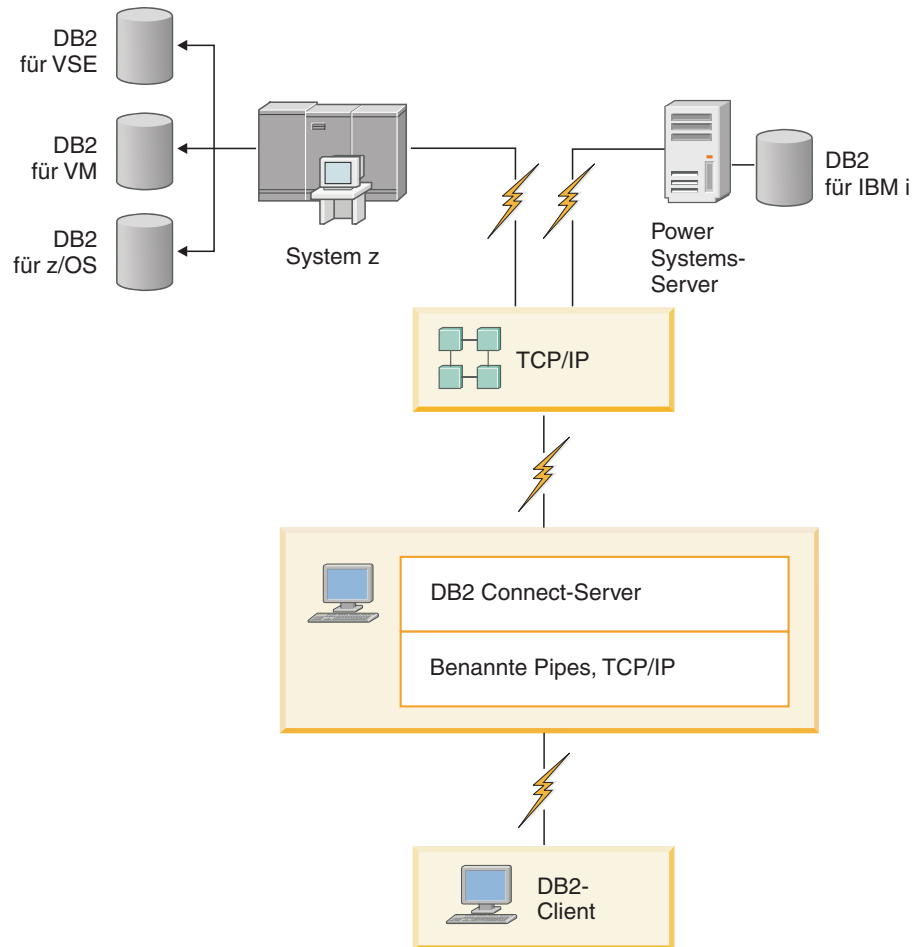 DB2
für VSE
DB2
für VM
DB2
für z/OS
System z
Power
Systems-
Server
DB2
für IBM i
TCP/IP
DB2 Connect-Server
Benannte Pipes, TCP/IP
DB2-
Client